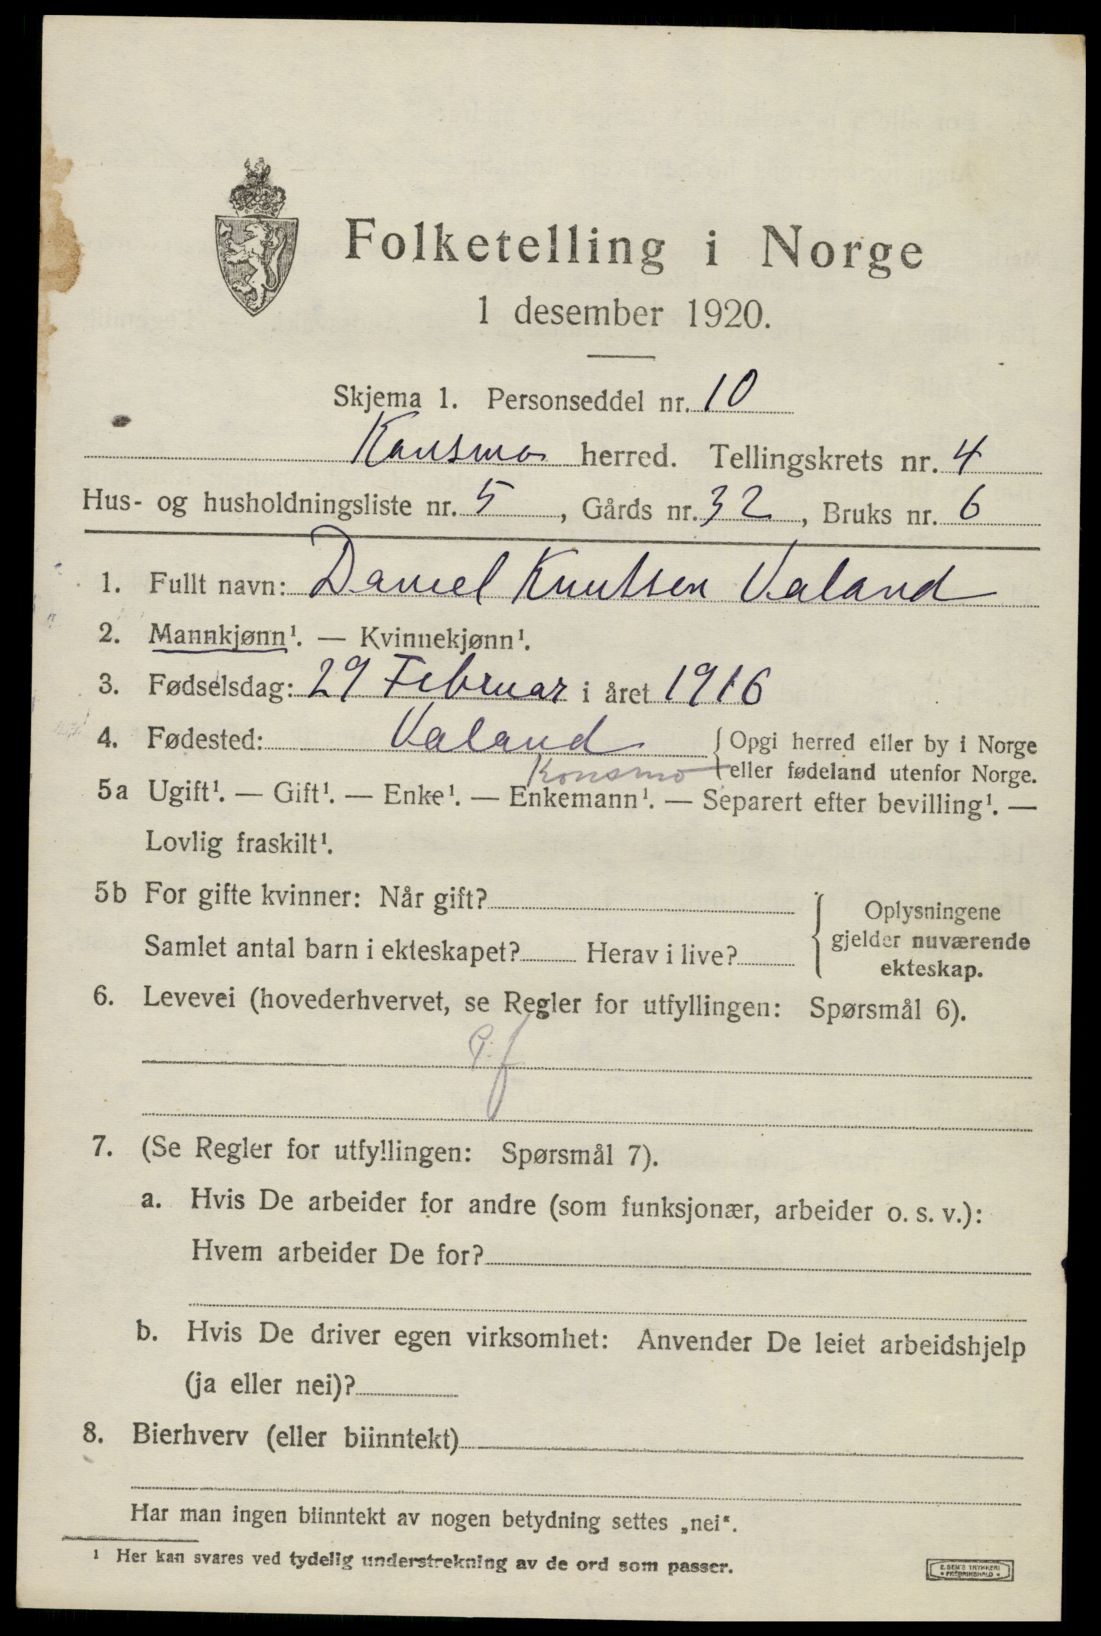 Folketelling i Norge
1 desember 1920.
Skjema 1. Personseddel nr. 10
Konsmo herred. Tellingskrets nr. 4
Hus- og husholdningsliste nr. 5, Gårds nr. 32, Bruks nr. 6
1. Fullt navn: Daniel Knutsen Valand
2. Mannkjønn¹. — Kvinnekjønn¹.
3. Fødselsdag: 29 Februar i året 1916
4. Fødested: Valand { Opgi herred eller by i Norge
Konsmo eller fødeland utenfor Norge.
5a Ugift¹. — Gift¹. — Enke¹. — Enkemann¹. — Separert efter bevilling¹. —
Lovlig fraskilt¹.
5b For gifte kvinner: Når gift?
Samlet antal barn i ekteskapet? Herav i live?
{ Oplysningene
gjelder nuværende
ekteskap.
6. Levevei (hovederhvervet, se Regler for utfyllingen: Spørsmål 6).
7. (Se Regler for utfyllingen: Spørsmål 7).
a. Hvis De arbeider for andre (som funksjonær, arbeider o. s. v.):
Hvem arbeider De for?
b. Hvis De driver egen virksomhet: Anvender De leiet arbeidshjelp
(ja eller nei)?
8. Bierhverv (eller biinntekt)
Har man ingen biinntekt av nogen betydning settes „nei“.
¹ Her kan svares ved tydelig understrekning av de ord som passer.
E. SEM'S TRYKKERI
• FREDRIKSHALD •